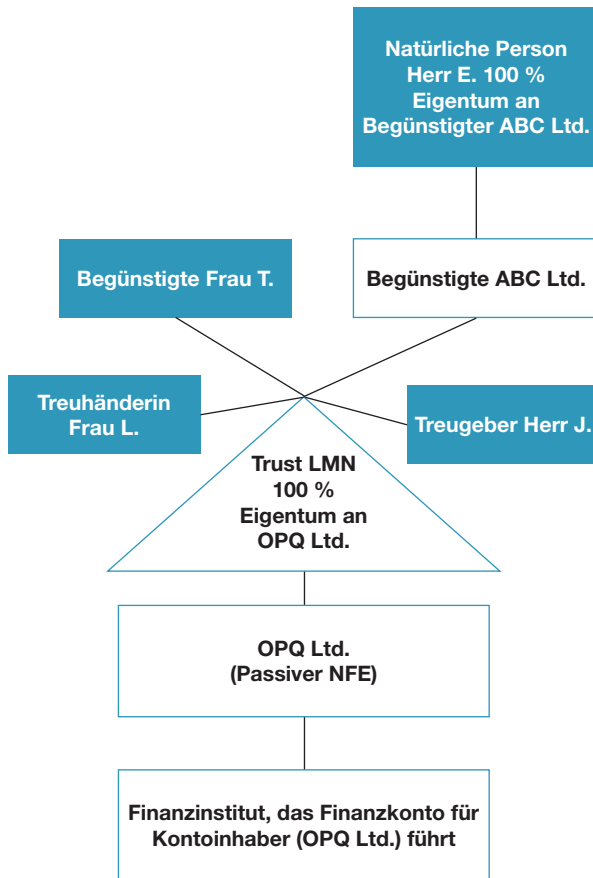 Natürliche Person
Herr E. 100 %
Eigentum an
Begünstigter ABC Ltd.
Begünstigte Frau T.
Begünstigte ABC Ltd.
Treuhänderin
Frau L.
Treugeber Herr J.
Trust LMN
100 %
Eigentum an
OPQ Ltd.
OPQ Ltd.
(Passiver NFE)
Finanzinstitut, das Finanzkonto für
Kontoinhaber (OPQ Ltd.) führt